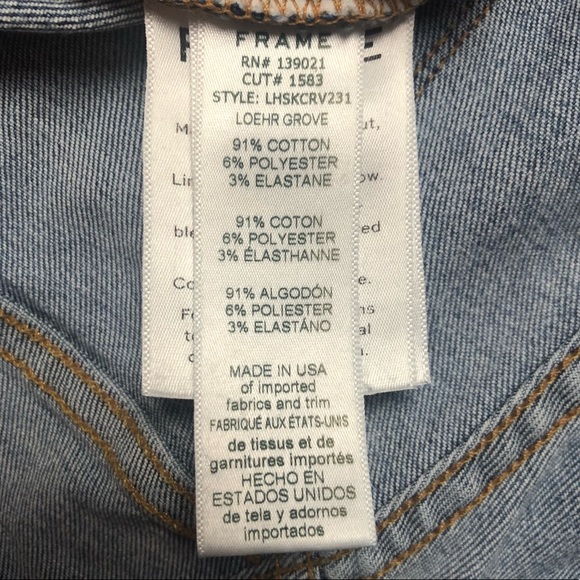 FRAME
RN# 139021
CUT# 1583
STYLE: LHSKCRV231
LOEHR GROVE
91% COTTON
6% POLYESTER
3% ELASTANE
91% COTON
6% POLYESTER
3% ÉLASTHANNE
91% ALGODÓN
6% POLIESTER
3% ELASTÁNO
MADE IN USA
of imported
fabrics and trim
FABRIQUÉ AUX ÉTATS-UNIS
de tissus et de
garnitures importés
HECHO EN
ESTADOS UNIDOS
de tela y adornos
importados